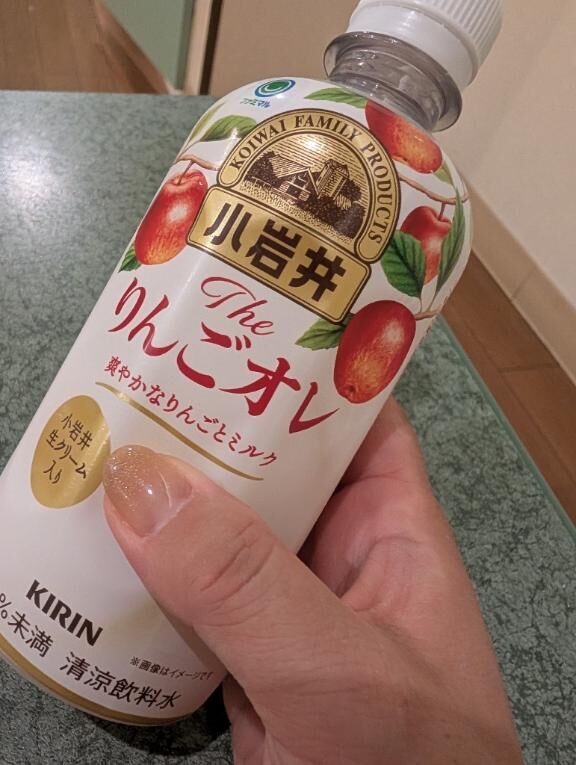 ファミマル
KOIWAI FAMILY PRODUCTS
小岩井
The
りんごオレ
爽やかなりんごとミルク
小岩井
生クリーム
入り
KIRIN
※画像はイメージです
%未満 清涼飲料水